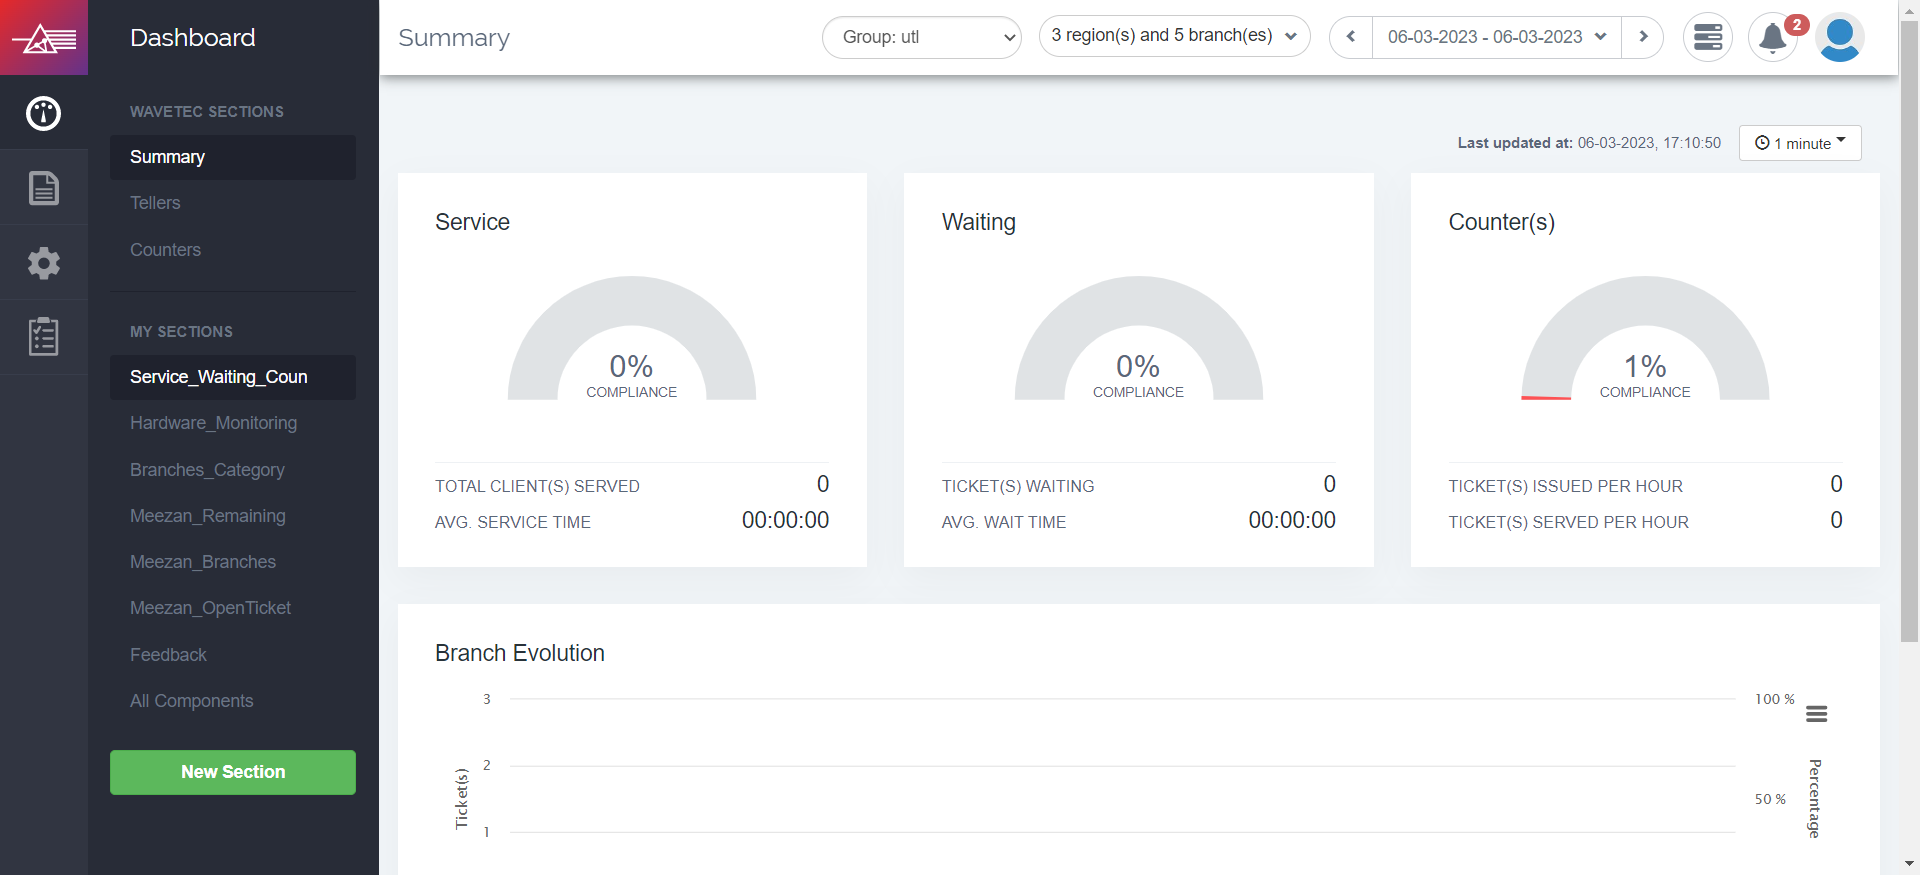 Dashboard
WAVETEC SECTIONS
Summary
Tellers
Counters
MY SECTIONS
Service_Waiting_Coun
Hardware_Monitoring
Branches_Category
Meezan_Remaining
Meezan_Branches
Meezan_OpenTicket
Feedback
All Components
New Section
Summary
Group: utl
3 region(s) and 5 branch(es)
06-03-2023 - 06-03-2023
2
Last updated at: 06-03-2023, 17:10:50
1 minute
Service
0%
COMPLIANCE
TOTAL CLIENT(S) SERVED 0
AVG. SERVICE TIME 00:00:00
Waiting
0%
COMPLIANCE
TICKET(S) WAITING 0
AVG. WAIT TIME 00:00:00
Counter(s)
1%
COMPLIANCE
TICKET(S) ISSUED PER HOUR 0
TICKET(S) SERVED PER HOUR 0
Branch Evolution
3
2
1
Ticket(s)
100 %
50 %
Percentage